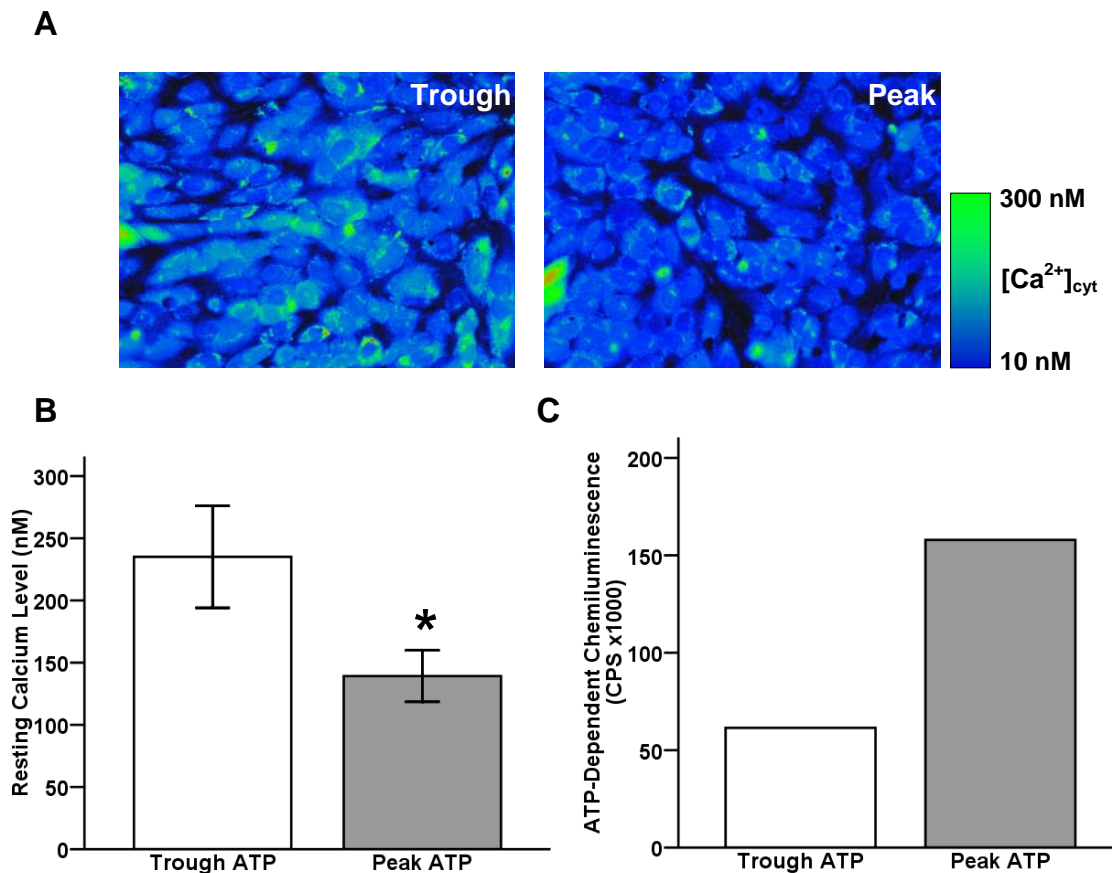 A
Trough
Peak
300 nM
[Ca²⁺]cyt
10 nM
B
Resting Calcium Level (nM)
300
250
200
150
100
50
0
*
Trough ATP
Peak ATP
C
ATP-Dependent Chemiluminescence
(CPS x1000)
200
150
100
50
0
Trough ATP
Peak ATP